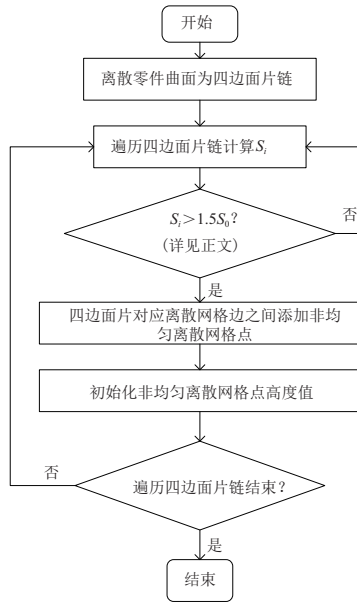 开始
离散零件曲面为四边面片链
遍历四边面片链计算Sᵢ
Sᵢ＞1.5S₀？
（详见正文）
否
是
四边面片对应离散网格边之间添加非均
匀离散网格点
初始化非均匀离散网格点高度值
否
遍历四边面片链结束？
是
结束